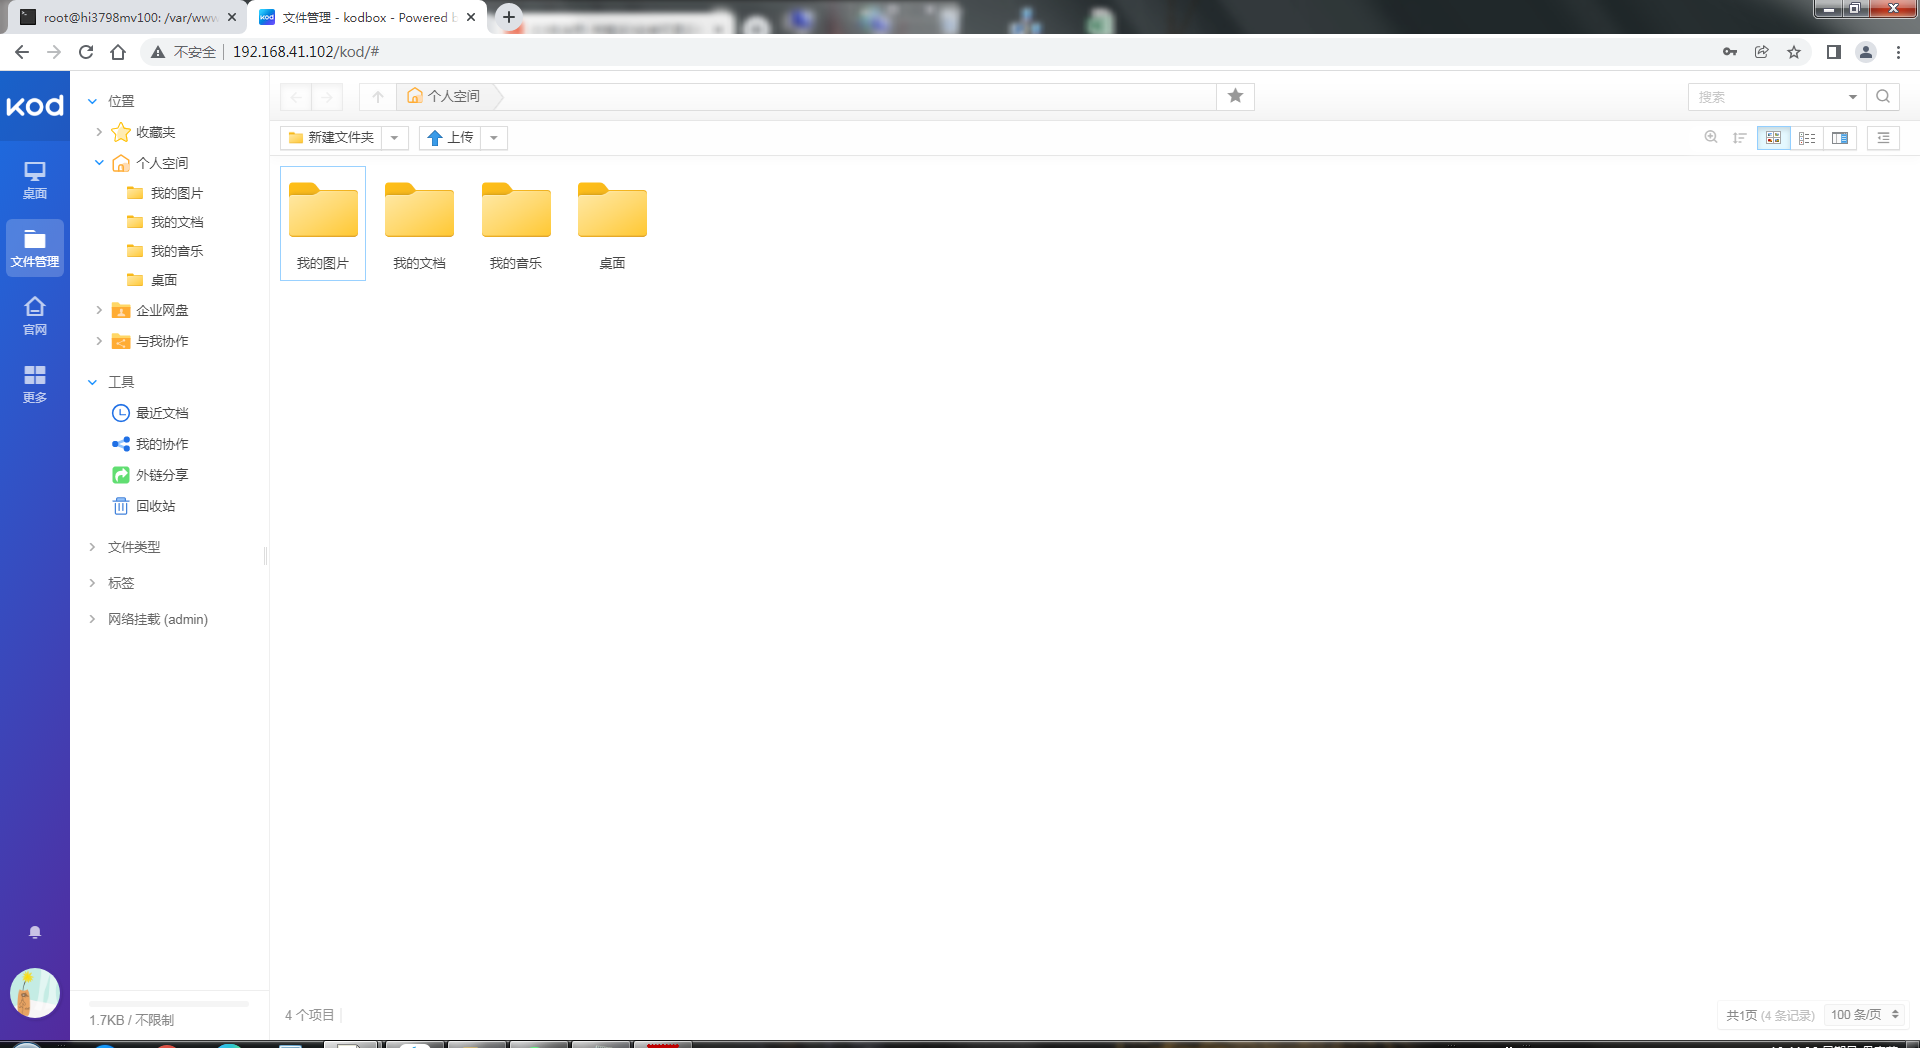 root@hi3798mv100: /var/www
文件管理 - kodbox - Powered b
不安全
192.168.41.102/kod/#
kod
桌面
文件管理
官网
更多
位置
收藏夹
个人空间
我的图片
我的文档
我的音乐
桌面
企业网盘
与我协作
工具
最近文档
我的协作
外链分享
回收站
文件类型
标签
网络挂载 (admin)
1.7KB / 不限制
个人空间
搜索
新建文件夹
上传
我的图片
我的文档
我的音乐
桌面
4 个项目
共1页 (4 条记录)
100 条/页